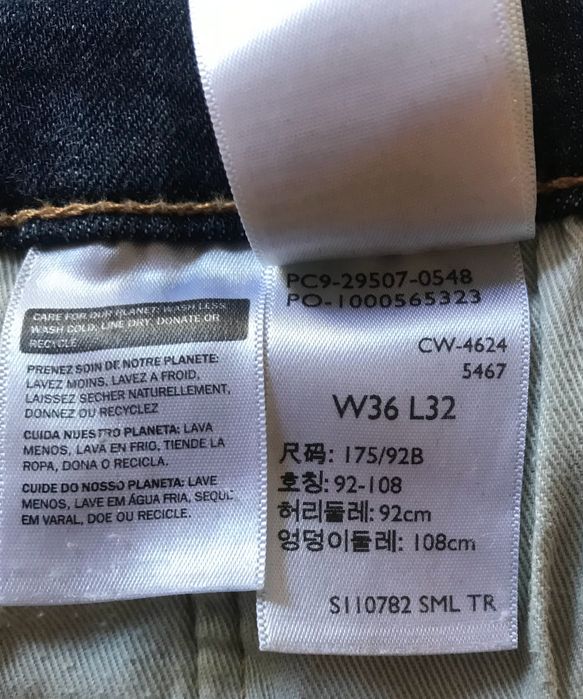 CARE FOR OUR PLANET: WASH LESS,
WASH COLD, LINE DRY, DONATE OR
RECYCLE
PRENEZ SOIN DE NOTRE PLANETE:
LAVEZ MOINS, LAVEZ A FROID,
LAISSEZ SECHER NATURELLEMENT,
DONNEZ OU RECYCLEZ
CUIDA NUESTRO PLANETA: LAVA
MENOS, LAVA EN FRIO, TIENDE LA
ROPA, DONA O RECICLA.
CUIDE DO NOSSO PLANETA: LAVE
MENOS, LAVE EM ÁGUA FRIA, SEQUE
EM VARAL, DOE OU RECICLE.
PC9-29507-0548
PO-1000565323
CW-4624
5467
W36 L32
尺码: 175/92B
호칭: 92-108
허리둘레: 92cm
엉덩이둘레: 108cm
S110782 SML TR